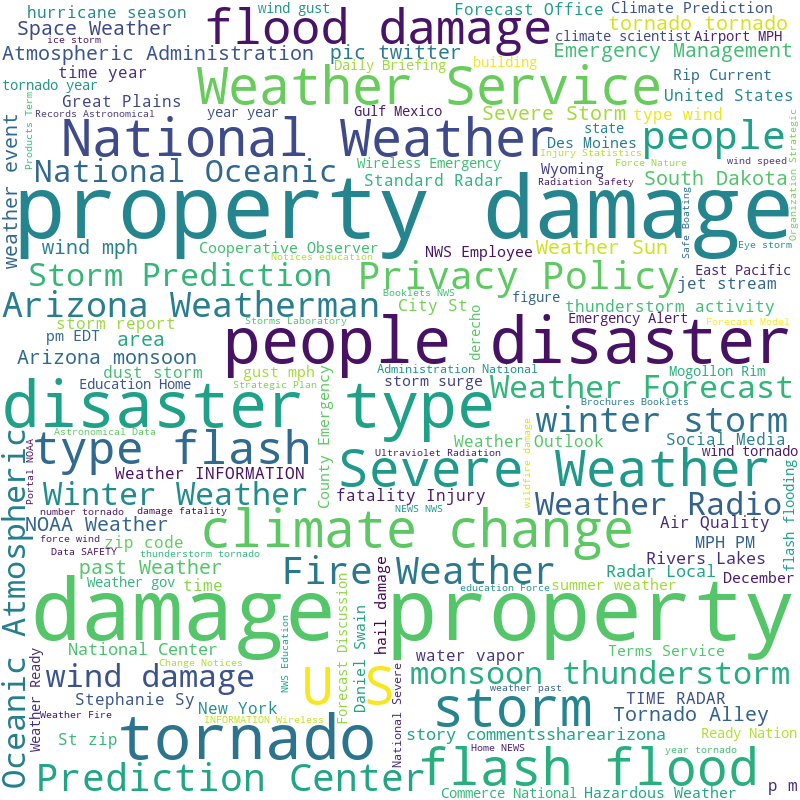 hurricane season
wind gust
Forecast Office
Climate Prediction
Space Weather
flood damage
tornado tornado
ice storm
climate scientist
Airport MPH
Atmospheric Administration
pic twitter
Emergency Management
time year
Weather Service
Daily Briefing
building
Rip Current
tornado year
Great Plains
United States
Records Astronomical
year year
Gulf Mexico
Severe Storm
type wind
Products Term
National Weather
state
people
Des Moines
Organization Strategic
weather event
National Oceanic
Wireless Emergency
Injury Statistics
Force Nature
wind speed
Standard Radar
Wyoming
South Dakota
Radiation Safety
property damage
Safe Boating
wind mph
Cooperative Observer
NWS Employee
Weather Sun
Eye storm
Notices education
Storm Prediction
Privacy Policy
East Pacific
jet stream
Arizona Weatherman
Booklets NWS
City St
figure
thunderstorm activity
Storms Laboratory
storm report
people disaster
Emergency Alert
Forecast Model
pm EDT
area
derecho
Arizona monsoon
dust storm
gust mph
Administration National
Mogollon Rim
Education Home
Strategic Plan
storm surge
Weather Forecast
disaster type
Brochures Booklets
winter storm
Astronomical Data
type flash
County Emergency
Weather Outlook
Social Media
Ultraviolet Radiation
wildfire damage
wind tornado
Oceanic Atmospheric
Portal NOAA
Weather INFORMATION
Severe Weather
flash flooding
Winter Weather
fatality Injury
Weather Radio
number tornado
damage fatality
NEWS NWS
NOAA Weather
zip code
climate change
Air Quality
force wind
MPH PM
Data SAFETY
thunderstorm tornado
Rivers Lakes
past Weather
Fire Weather
Radar Local
December
Weather gov
time
hail damage
education Force
summer weather
damage property
Forecast Discussion
Daniel Swain
National Center
NWS Education
Terms Service
Weather Ready
Change Notices
water vapor
wind damage
U S
National Severe
monsoon thunderstorm
Stephanie Sy
weather past
TIME RADAR
Weather Fire
New York
storm
Tornado Alley
INFORMATION Wireless
tornado
St zip
story commentssharearizona
Ready Nation
Home NEWS
year tornado
Prediction Center
flash flood
Commerce National
Hazardous Weather
p m